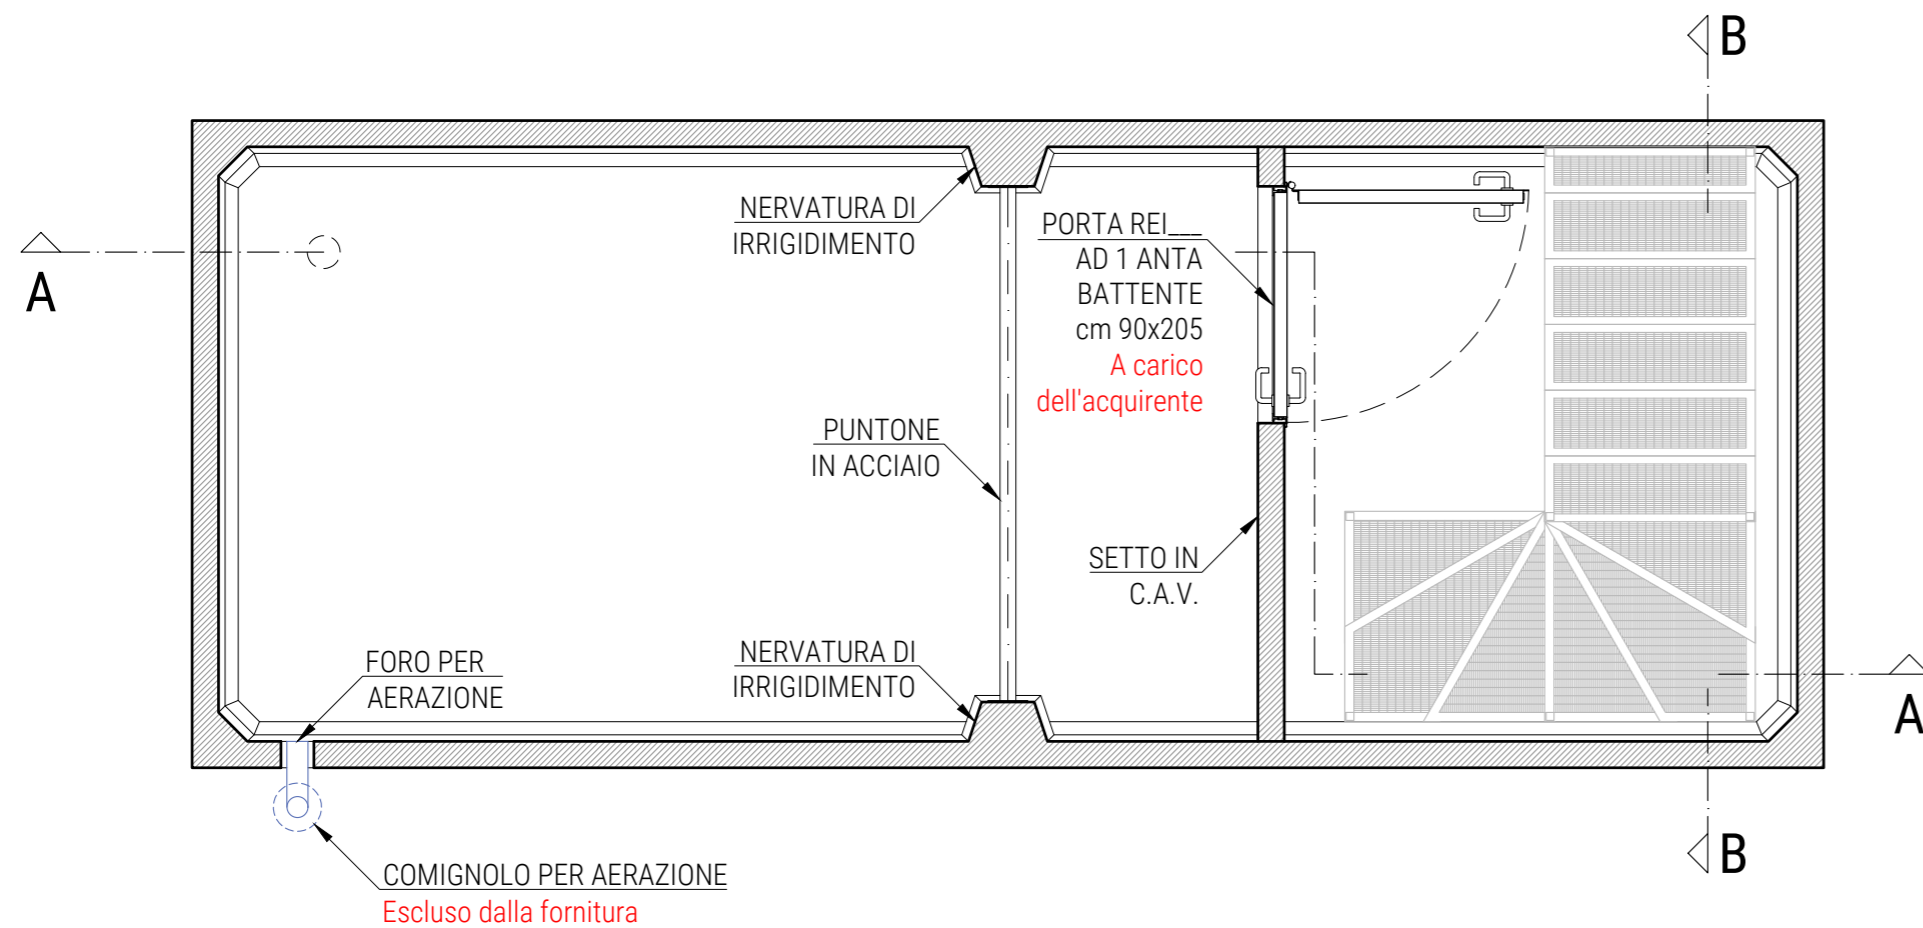 B
NERVATURA DI
IRRIGIDIMENTO
PORTA REI___
AD 1 ANTA
BATTENTE
cm 90x205
A carico
dell'acquirente
A
PUNTONE
IN ACCIAIO
SETTO IN
C.A.V.
NERVATURA DI
IRRIGIDIMENTO
FORO PER
AERAZIONE
A
B
COMIGNOLO PER AERAZIONE
Escluso dalla fornitura